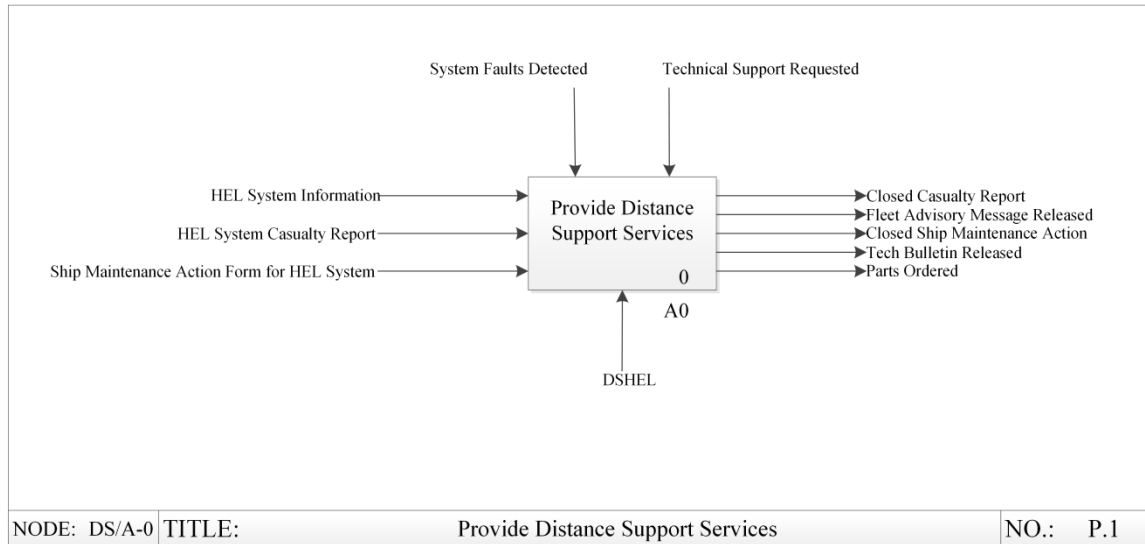 System Faults Detected
Technical Support Requested
HEL System Information
HEL System Casualty Report
Ship Maintenance Action Form for HEL System
Provide Distance
Support Services
0
A0
Closed Casualty Report
Fleet Advisory Message Released
Closed Ship Maintenance Action
Tech Bulletin Released
Parts Ordered
DSHEL
NODE: DS/A-0
TITLE: Provide Distance Support Services
NO.: P.1